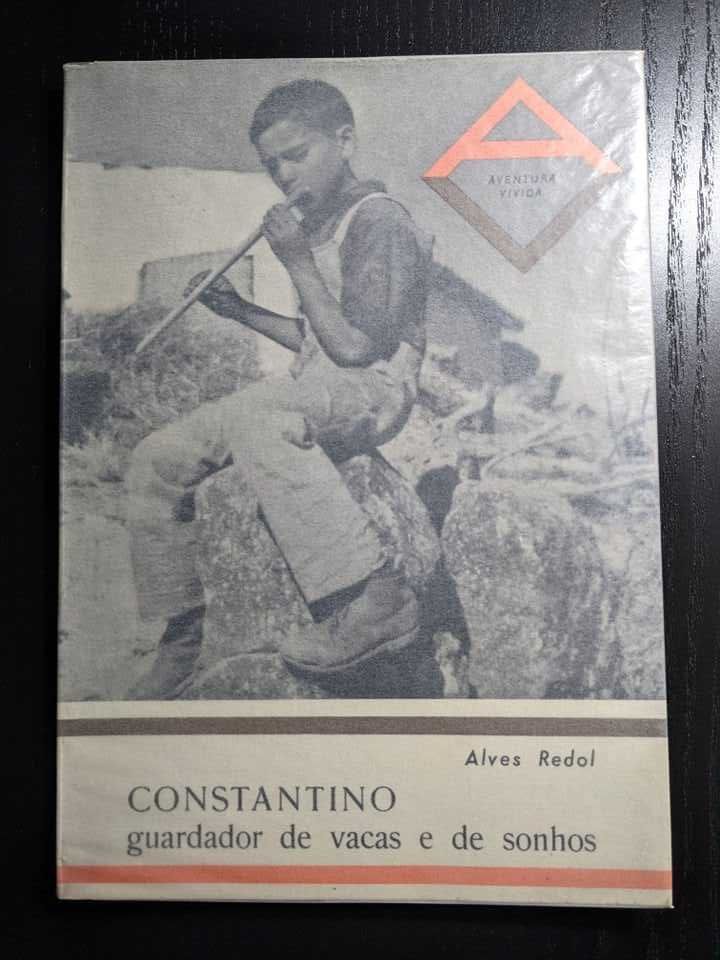 AVENTURA
VIVIDA
Alves Redol
CONSTANTINO
guardador de vacas e de sonhos